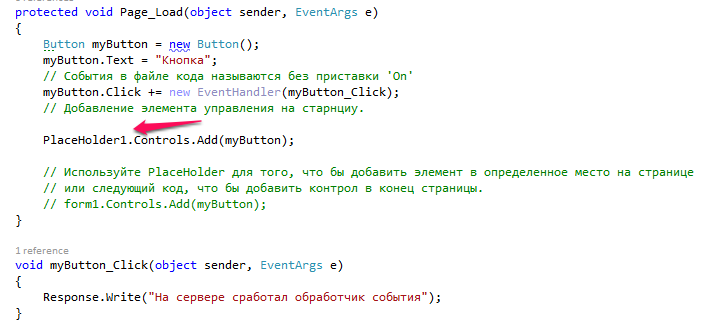 protected void Page_Load(object sender, EventArgs e)
{
Button myButton = new Button();
myButton.Text = "Кнопка";
// События в файле кода называются без приставки 'On'
myButton.Click += new EventHandler(myButton_Click);
// Добавление элемента управления на старнциу.
PlaceHolder1.Controls.Add(myButton);
// Используйте PlaceHolder для того, что бы добавить элемент в определенное место на странице
// или следующий код, что бы добавить контрол в конец страницы.
// form1.Controls.Add(myButton);
}
1 reference
void myButton_Click(object sender, EventArgs e)
{
Response.Write("На сервере сработал обработчик события");
}